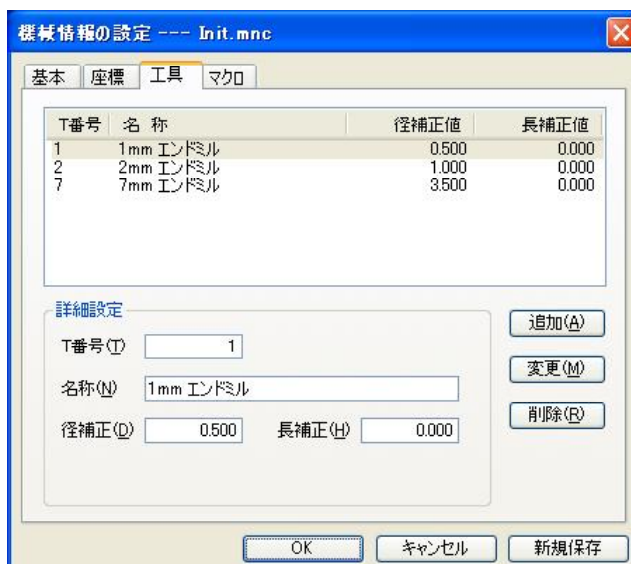 機械情報の設定 --- Init.mnc
基本 座標 工具 マクロ
T番号 名 称 径補正値 長補正値
1 1mm エンドミル 0.500 0.000
2 2mm エンドミル 1.000 0.000
7 7mm エンドミル 3.500 0.000
詳細設定
T番号(T) 1
名称(N) 1mm エンドミル
径補正(D) 0.500 長補正(H) 0.000
追加(A)
変更(M)
削除(R)
OK キャンセル 新規保存